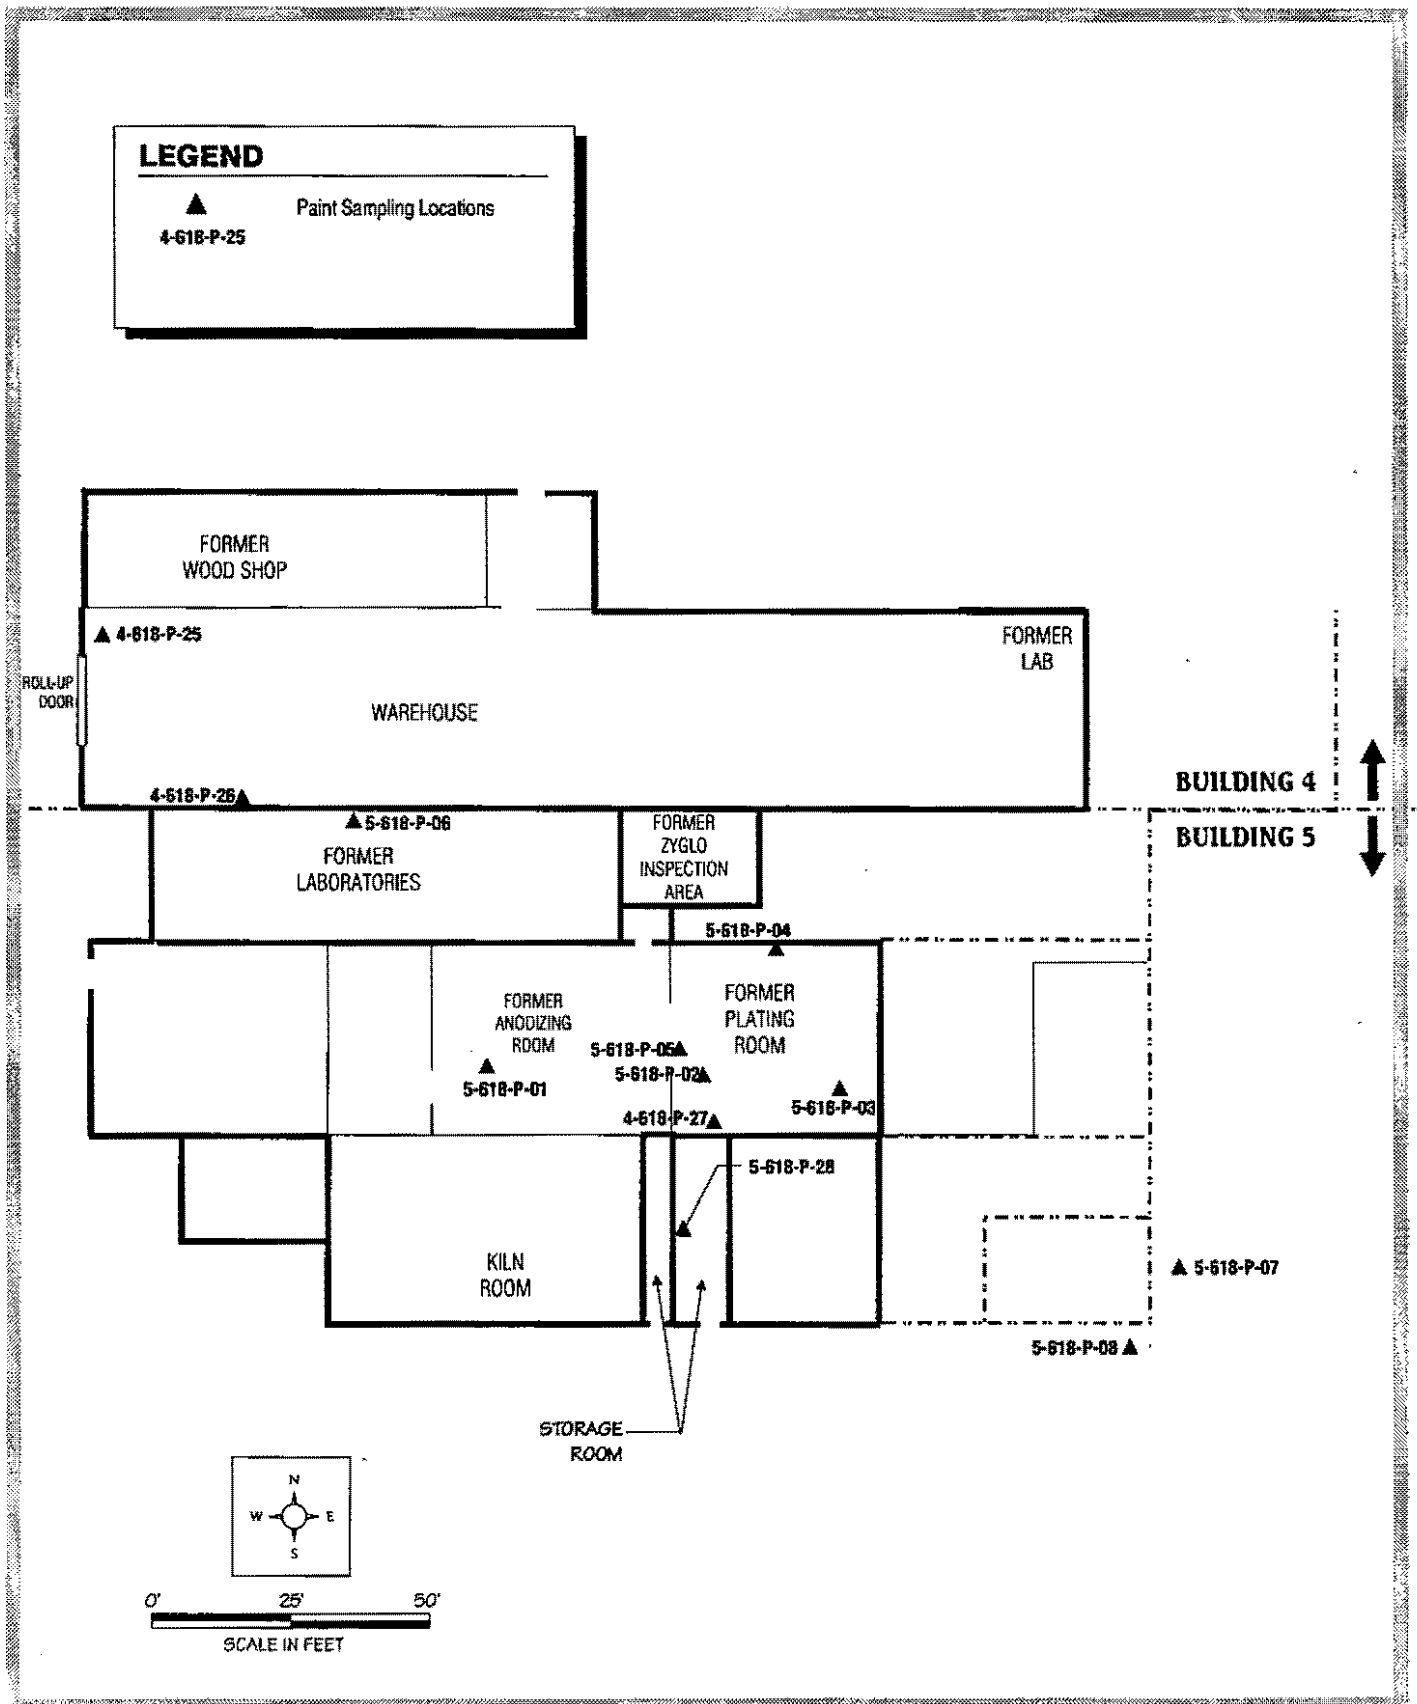 LEGEND
Paint Sampling Locations
4-618-P-25
FORMER
WOOD SHOP
4-618-P-25
FORMER
LAB
ROLL-UP
DOOR
WAREHOUSE
BUILDING 4
4-618-P-26
5-618-P-06
BUILDING 5
FORMER
LABORATORIES
FORMER
ZYGLO
INSPECTION
AREA
5-618-P-04
FORMER
ANODIZING
ROOM
FORMER
PLATING
ROOM
5-618-P-05
5-618-P-02
5-618-P-01
5-618-P-03
4-618-P-27
5-618-P-28
KILN
ROOM
5-618-P-07
5-618-P-08
STORAGE
ROOM
N
W E
S
0' 25' 50'
SCALE IN FEET